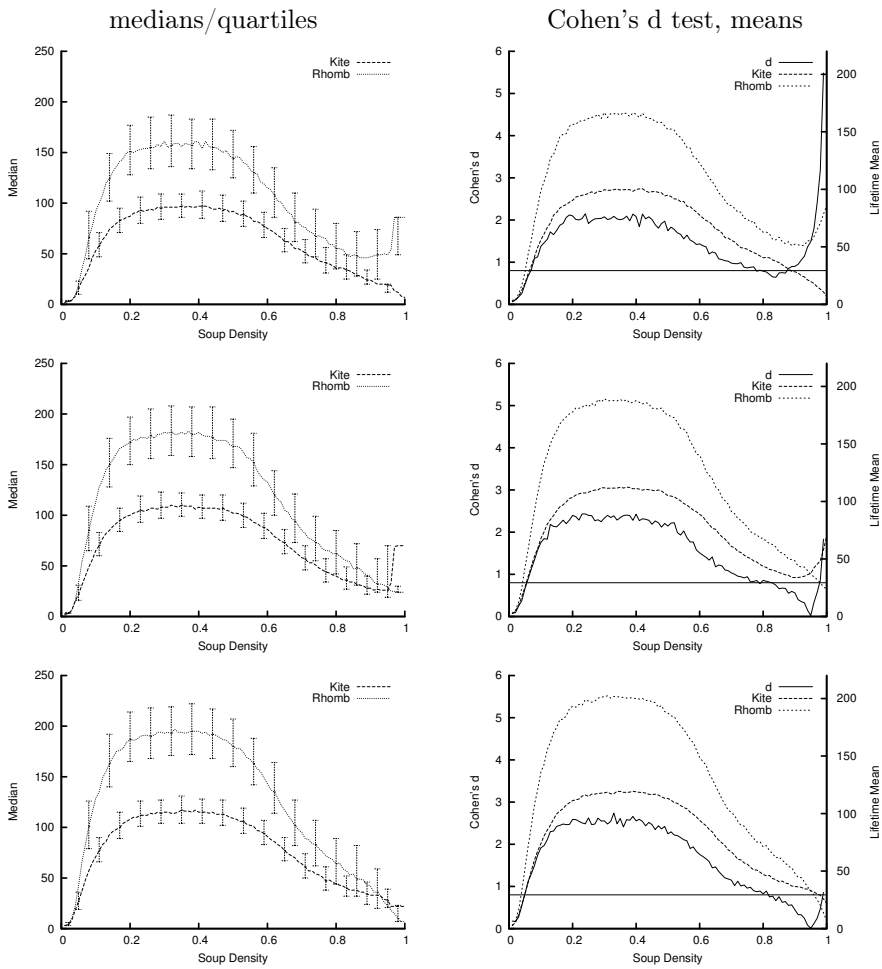 medians/quartiles
Cohen's d test, means
250
200
150
100
50
0
Median
0 0.2 0.4 0.6 0.8 1
Soup Density
Kite
Rhomb
6
5
4
3
2
1
0
Cohen's d
0 0.2 0.4 0.6 0.8 1
Soup Density
d
Kite
Rhomb
200
150
100
50
0
Lifetime Mean
250
200
150
100
50
0
Median
0 0.2 0.4 0.6 0.8 1
Soup Density
Kite
Rhomb
6
5
4
3
2
1
0
Cohen's d
0 0.2 0.4 0.6 0.8 1
Soup Density
d
Kite
Rhomb
200
150
100
50
0
Lifetime Mean
250
200
150
100
50
0
Median
0 0.2 0.4 0.6 0.8 1
Soup Density
Kite
Rhomb
6
5
4
3
2
1
0
Cohen's d
0 0.2 0.4 0.6 0.8 1
Soup Density
d
Kite
Rhomb
200
150
100
50
0
Lifetime Mean